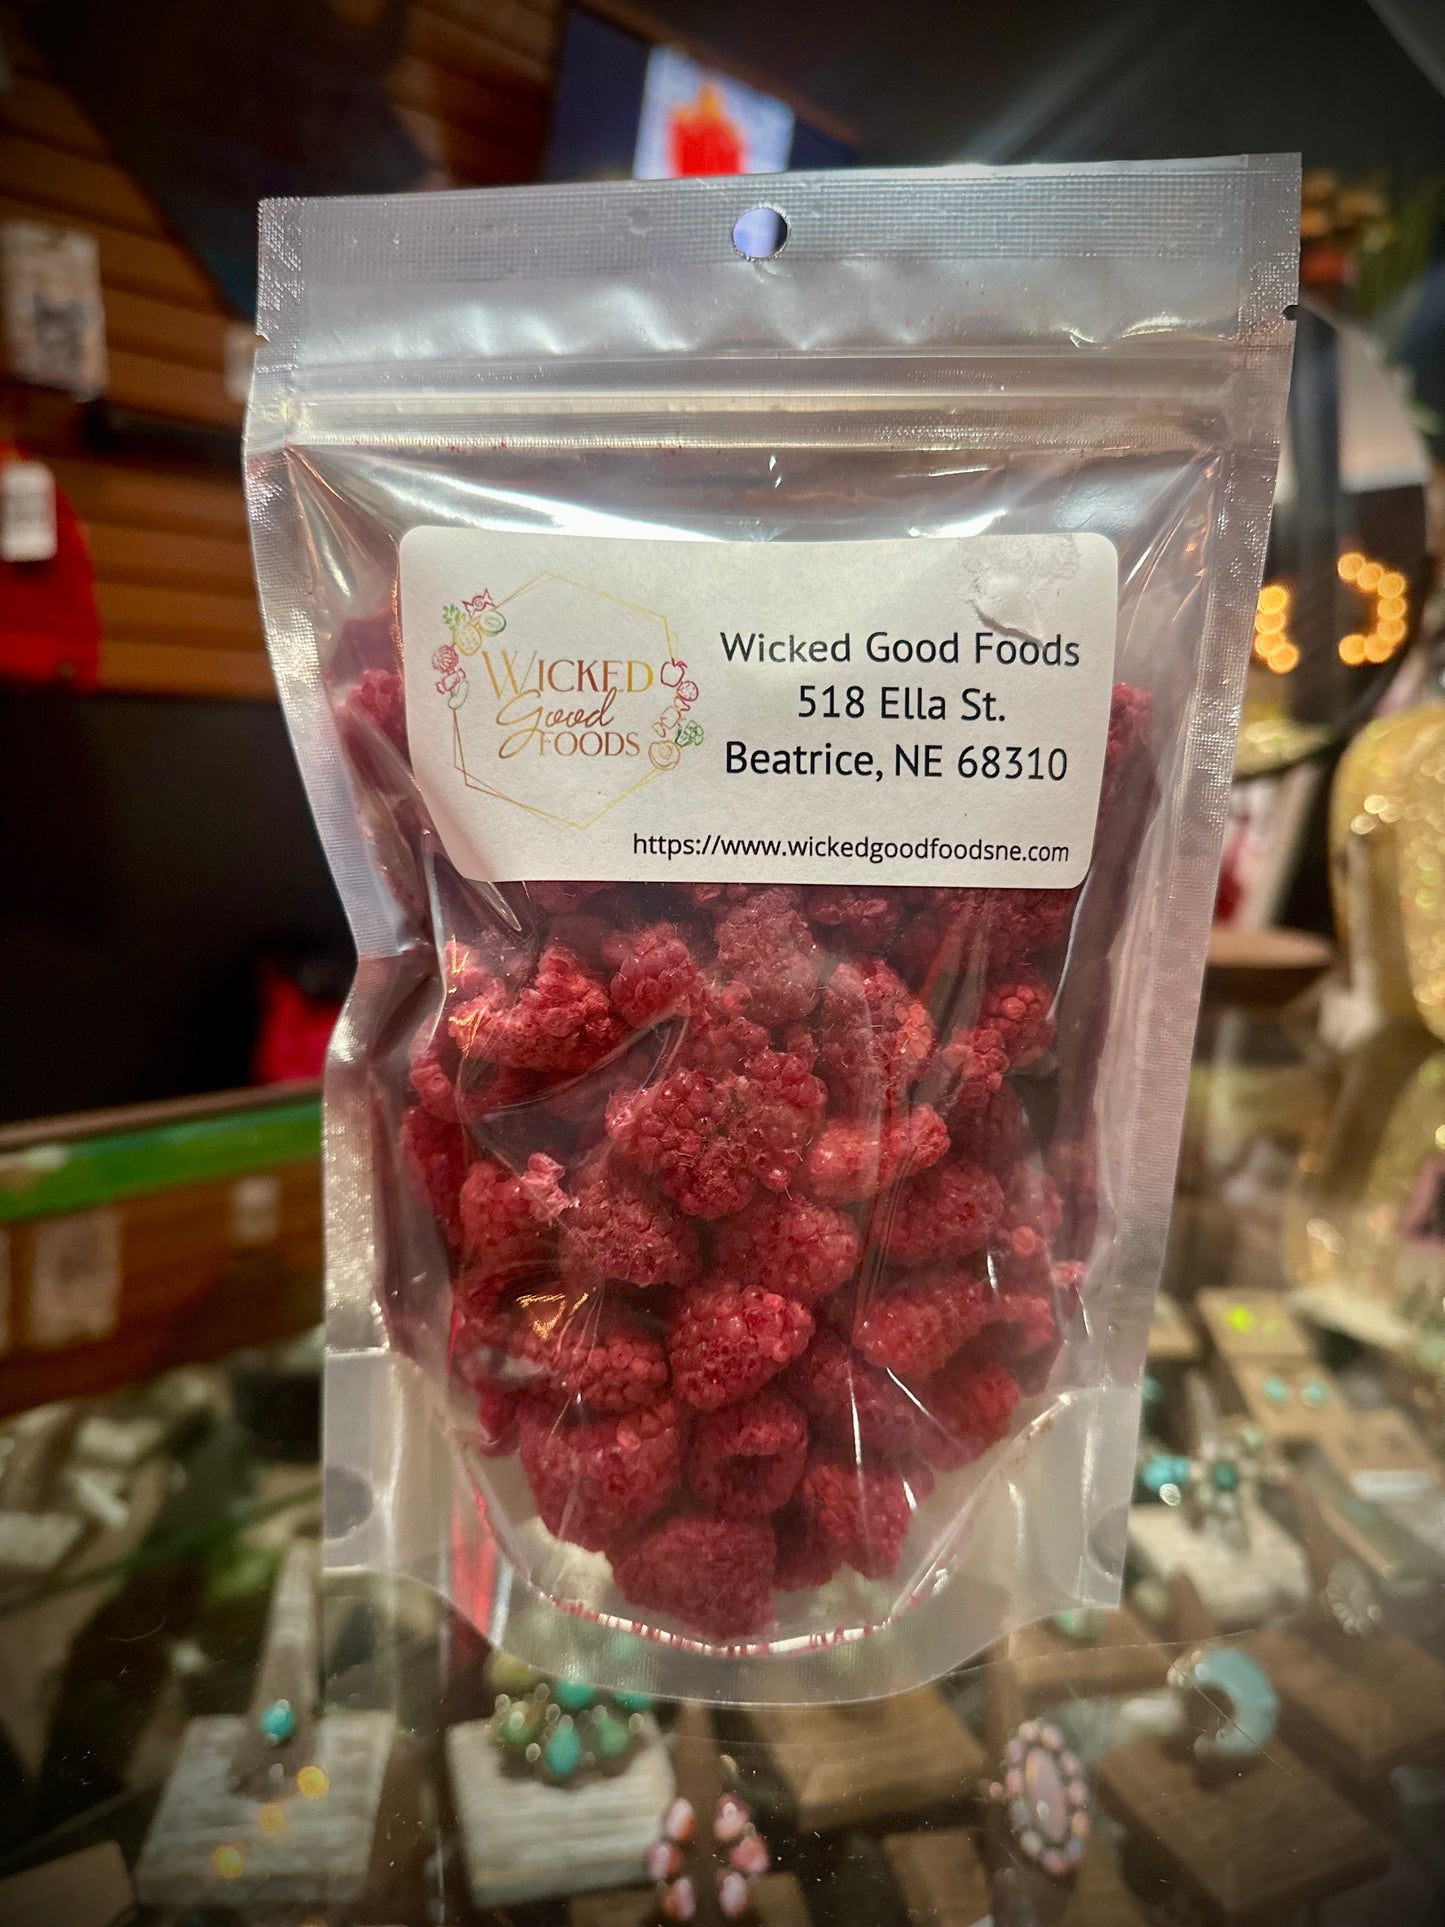 WICKED
Good
FOODS
Wicked Good Foods
518 Ella St.
Beatrice, NE 68310
https://www.wickedgoodfoodsne.com